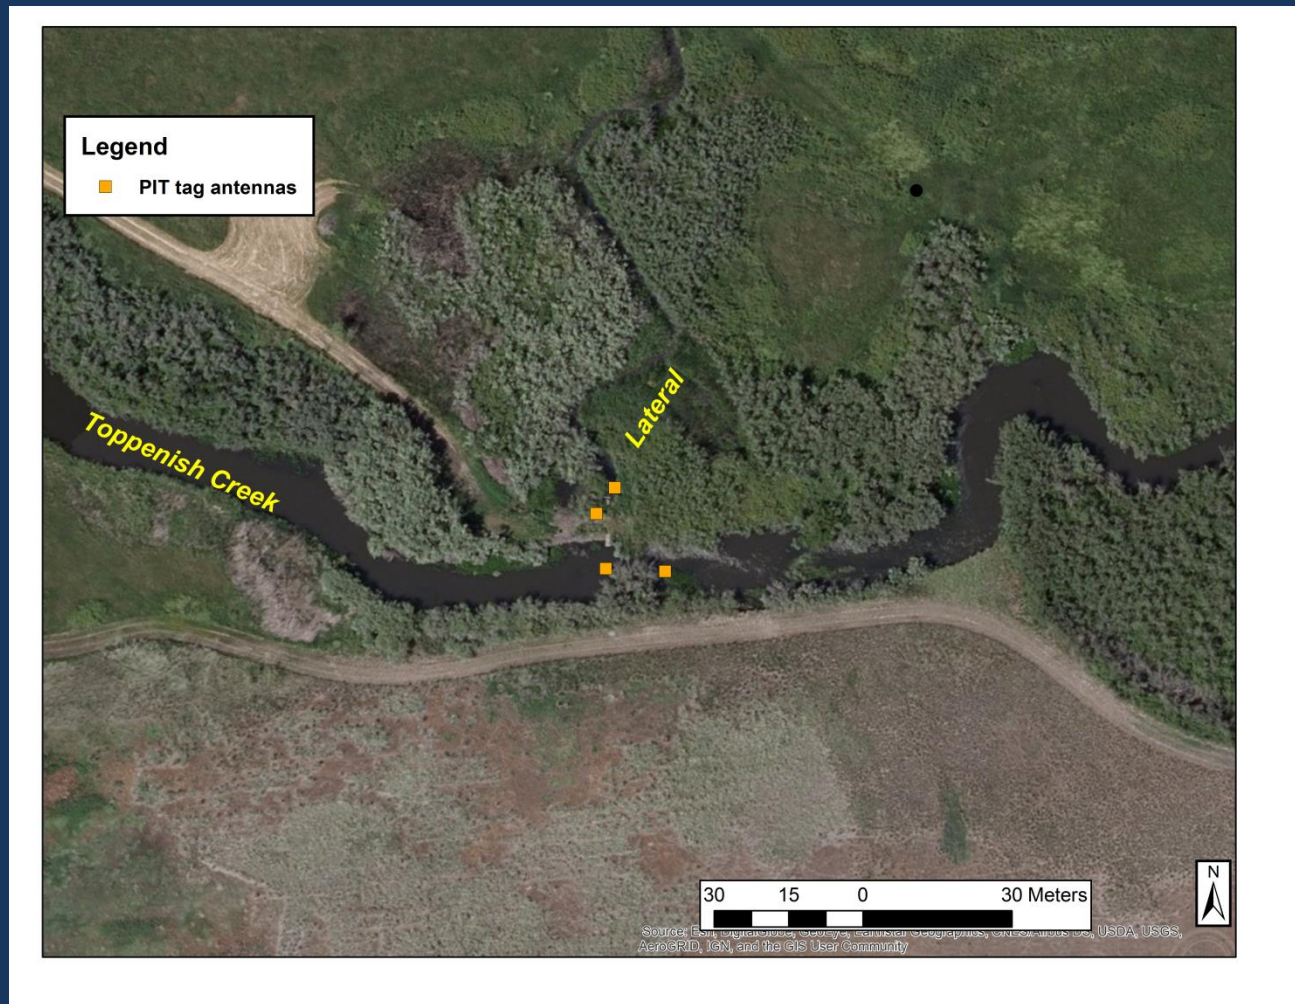 Legend
PIT tag antennas
Toppenish Creek
Lateral
30 15 0 30 Meters
N
Source: Esri, DigitalGlobe, GeoEye, Earthstar Geographics, CNES/Airbus DS, USDA, USGS,
AeroGRID, IGN, and the GIS User Community